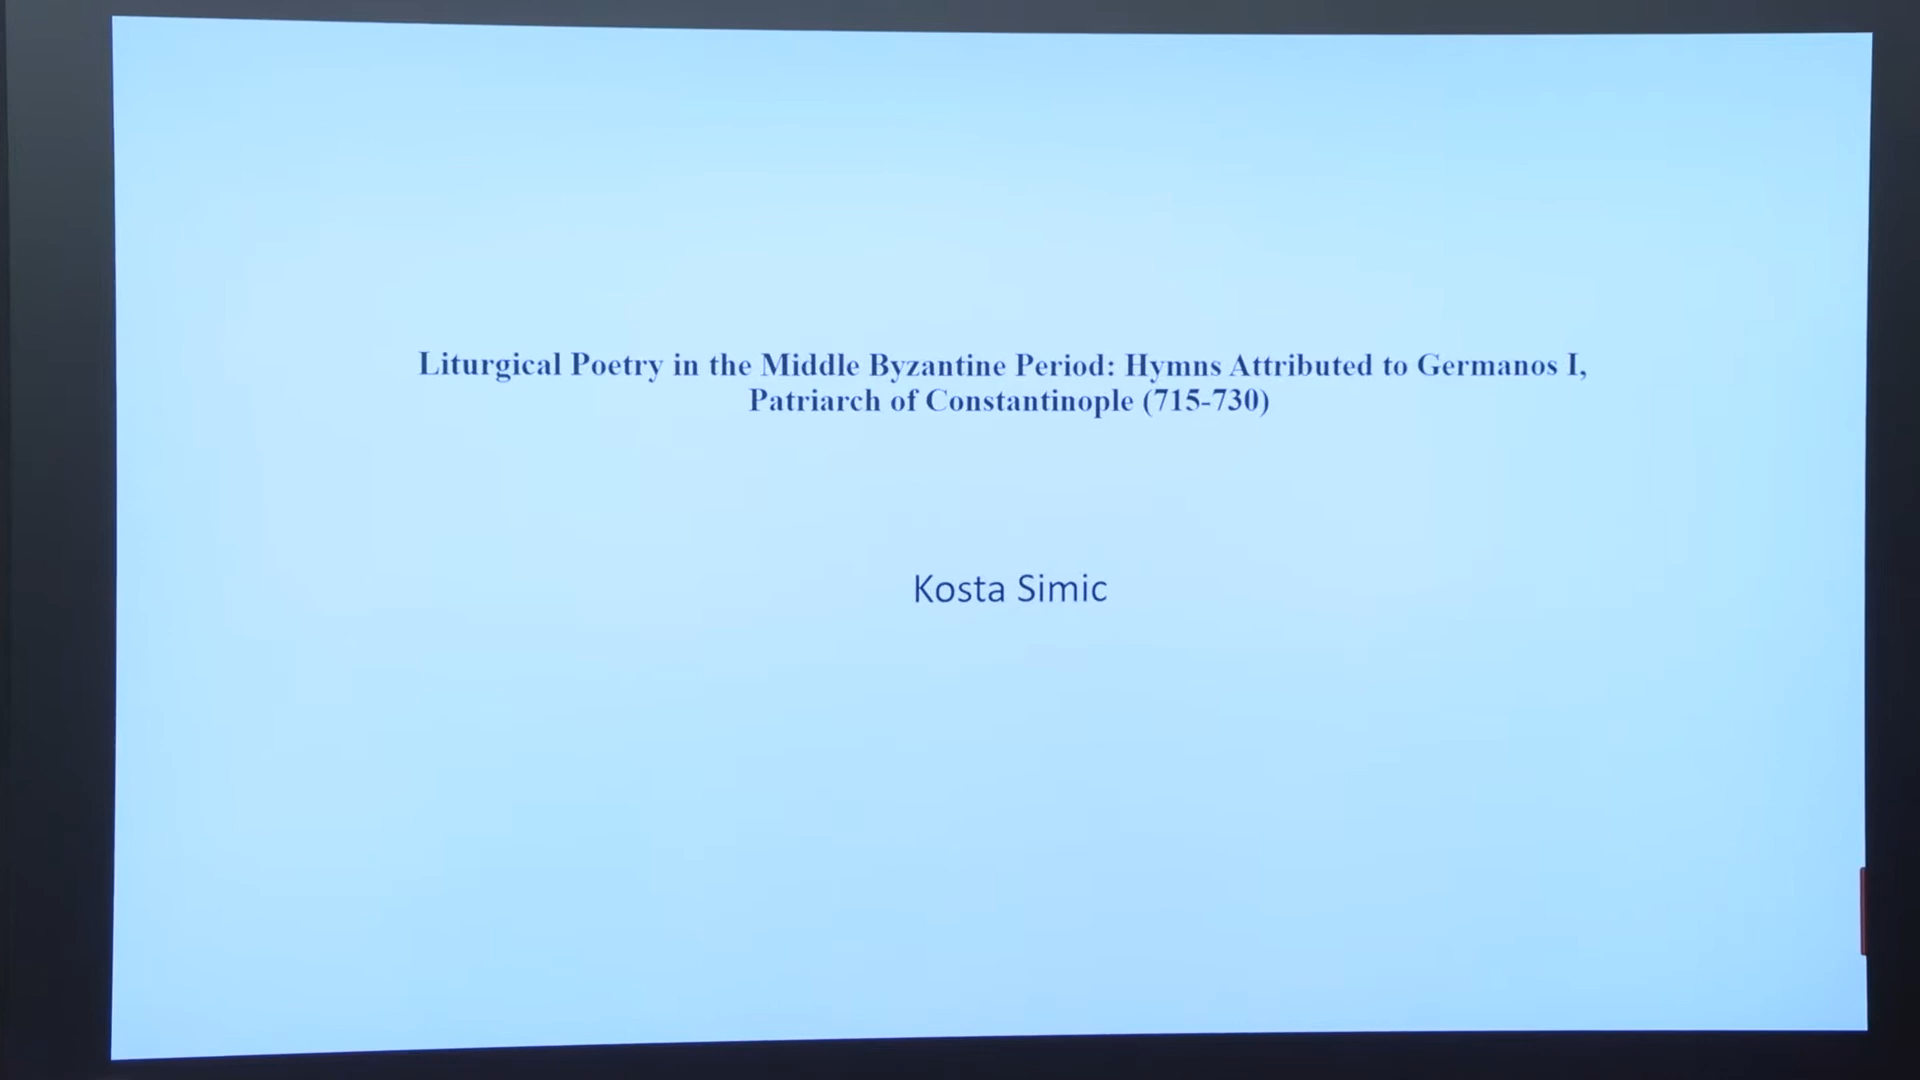 Liturgical Poetry in the Middle Byzantine Period: Hymns Attributed to Germanos I,
Patriarch of Constantinople (715-730)
Kosta Simic